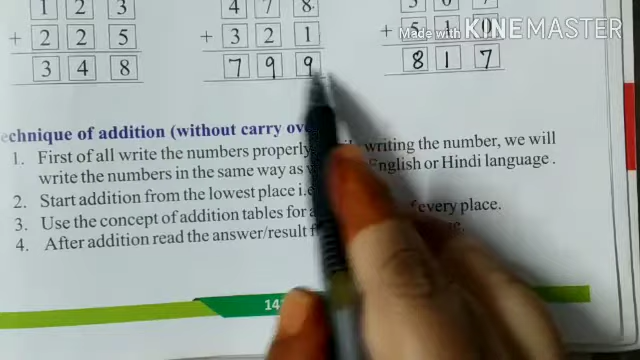 1 2 3 4 7 8
+ 2 2 5 + 3 2 1 + 5 1 0
3 4 8 7 9 9 8 1 7
Made with KINEMASTER
echnique of addition (without carry ove
1. First of all write the numbers properly writing the number, we will
write the numbers in the same way as English or Hindi language .
2. Start addition from the lowest place i.e
3. Use the concept of addition tables for of every place.
4. After addition read the answer/result